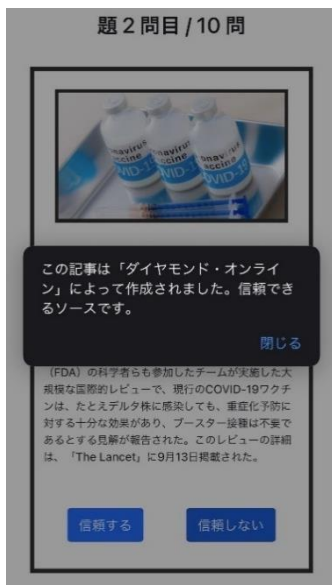 題2問目 / 10 問
onavirus
accine
OVID-19
この記事は「ダイヤモンド・オンライ
ン」によって作成されました。信頼でき
るソースです。
閉じる
(FDA)の科学者らも参加したチームが実施した大
規模な国際的レビューで、現行のCOVID-19ワクチ
ンは、たとえデルタ株に感染しても、重症化予防に
対する十分な効果があり、ブースター接種は不要で
あるとする見解が報告された。このレビューの詳細
は、「The Lancet」に9月13日掲載された。
信頼する
信頼しない